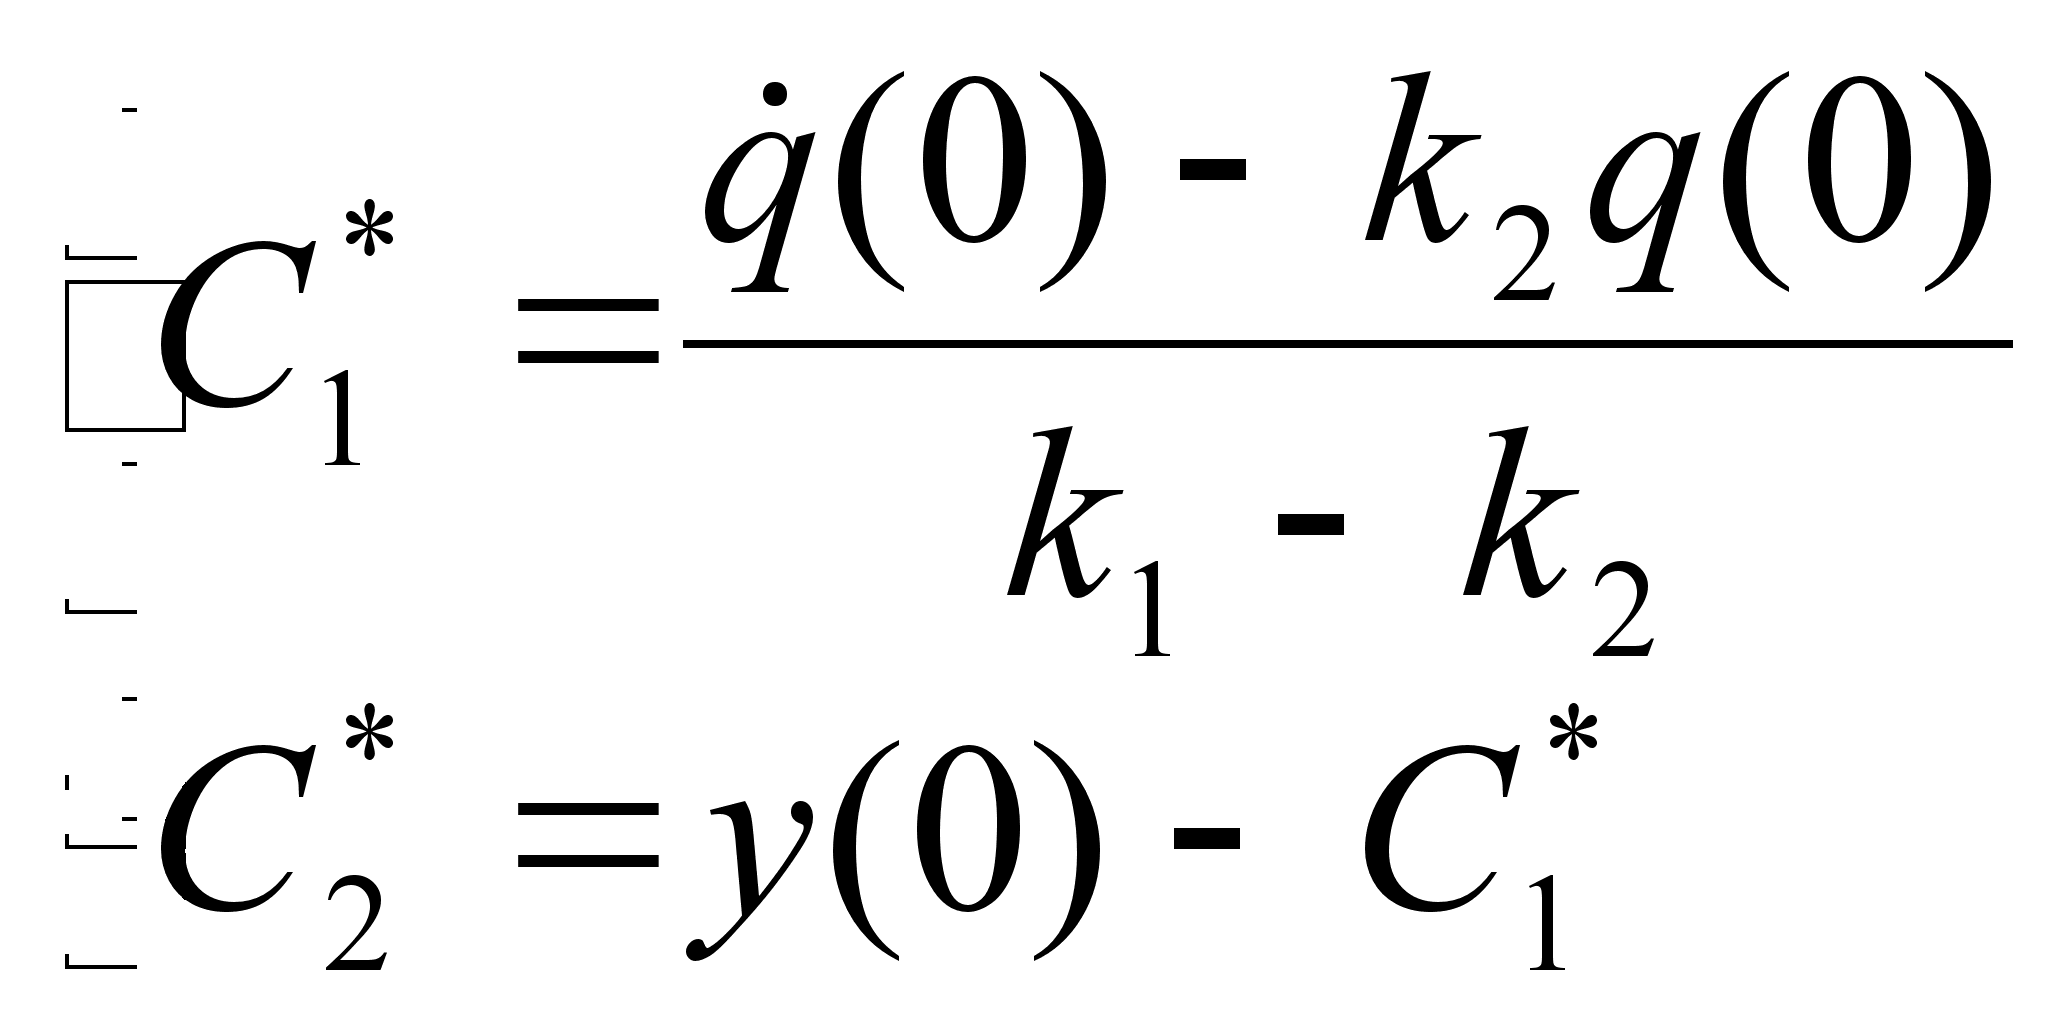 C₁* = (q̇(0) - k₂q(0)) / (k₁ - k₂)
C₂* = y(0) - C₁*